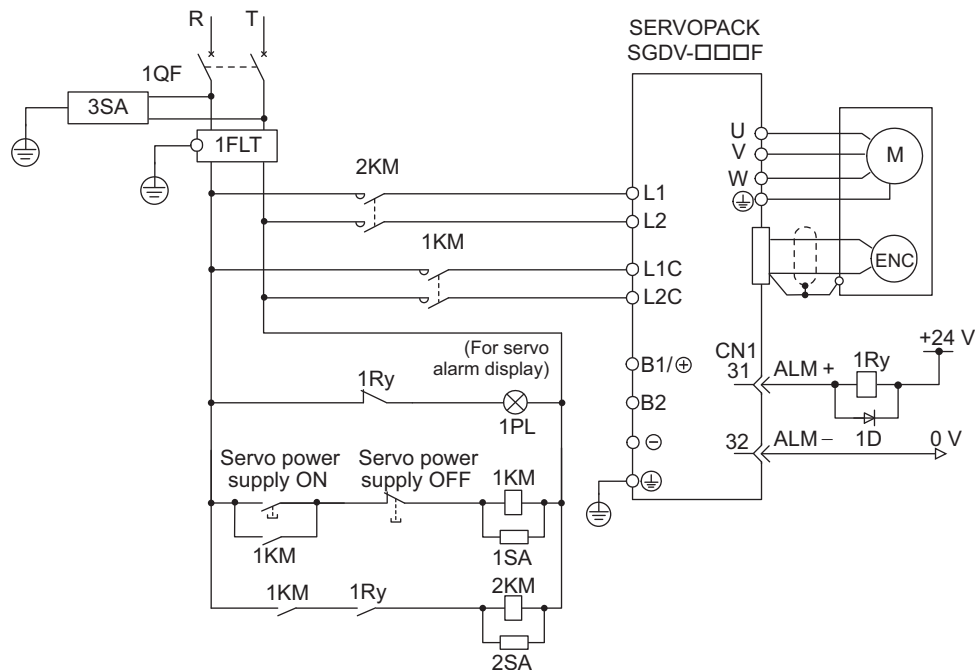 R T
SERVOPACK
SGDV-□□□F
1QF
3SA
1FLT
U
V
W
M
2KM
L1
L2
1KM
ENC
L1C
L2C
(For servo
alarm display)
CN1
+24 V
B1/⊕
31
ALM +
1Ry
1Ry
1PL
B2
1D
32
ALM −
0 V
⊖
Servo power
supply ON
Servo power
supply OFF
1KM
1KM
1SA
1KM
1Ry
2KM
2SA